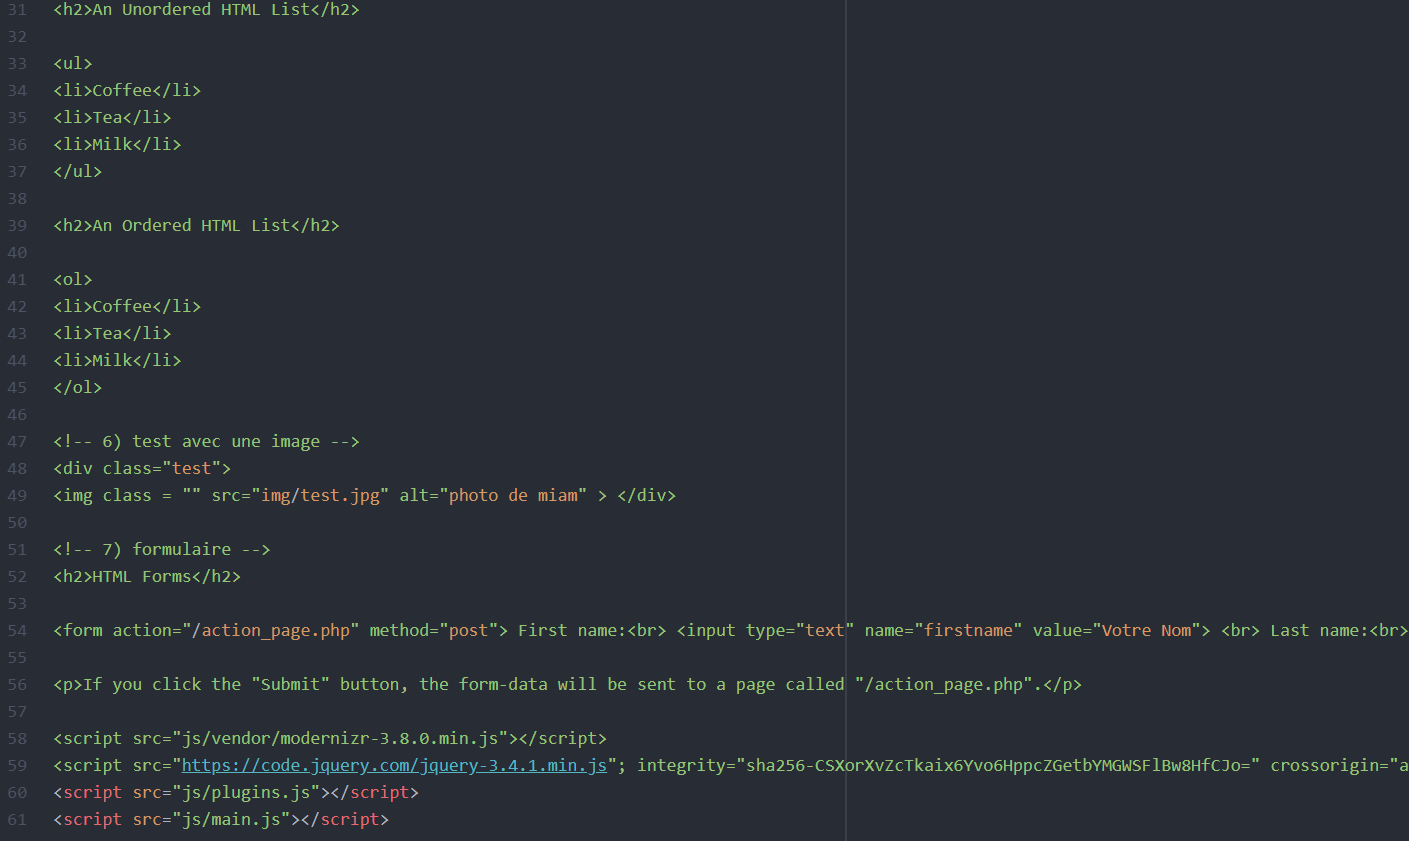 31 <h2>An Unordered HTML List</h2>
32
33 <ul>
34 <li>Coffee</li>
35 <li>Tea</li>
36 <li>Milk</li>
37 </ul>
38
39 <h2>An Ordered HTML List</h2>
40
41 <ol>
42 <li>Coffee</li>
43 <li>Tea</li>
44 <li>Milk</li>
45 </ol>
46
47 <!-- 6) test avec une image -->
48 <div class="test">
49 <img class = "" src="img/test.jpg" alt="photo de miam" > </div>
50
51 <!-- 7) formulaire -->
52 <h2>HTML Forms</h2>
53
54 <form action="/action_page.php" method="post"> First name:<br> <input type="text" name="firstname" value="Votre Nom"> <br> Last name:<br>
55
56 <p>If you click the "Submit" button, the form-data will be sent to a page called "/action_page.php".</p>
57
58 <script src="js/vendor/modernizr-3.8.0.min.js"></script>
59 <script src="https://code.jquery.com/jquery-3.4.1.min.js"; integrity="sha256-CSXorXvZcTkaix6Yvo6HppcZGetbYMGWSFlBw8HfCJo=" crossorigin="a
60 <script src="js/plugins.js"></script>
61 <script src="js/main.js"></script>